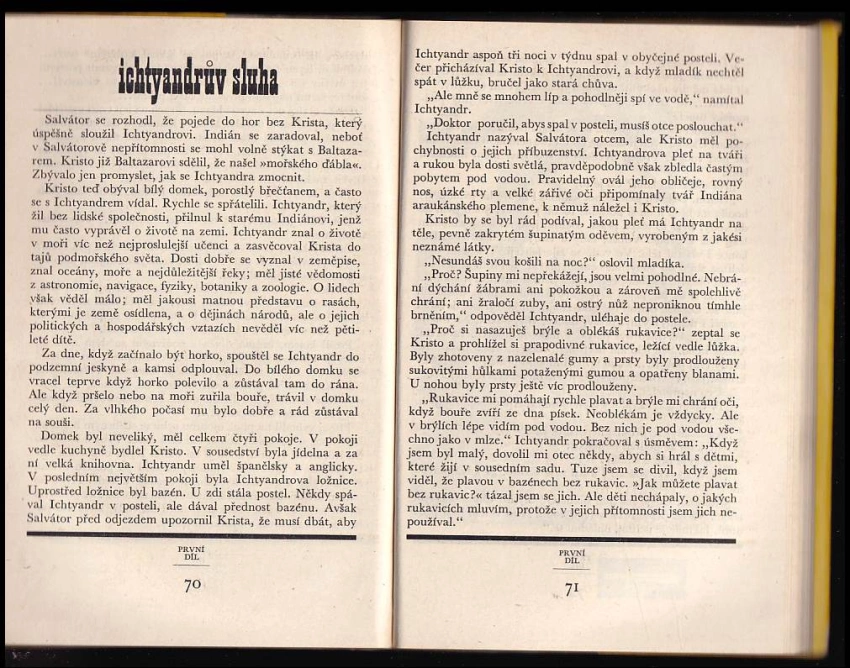 ichtyandrův sluha
Salvátor se rozhodl, že pojede do hor bez Krista, který
úspěšně sloužil Ichtyandrovi. Indián se zaradoval, neboť
v Salvátorově nepřítomnosti se mohl volně stýkat s Baltaza-
rem. Kristo již Baltazarovi sdělil, že našel »mořského ďábla«.
Zbývalo jen promyslet, jak se Ichtyandra zmocnit.
Kristo teď obýval bílý domek, porostlý břečťanem, a často
se s Ichtyandrem vídal. Rychle se spřátelili. Ichtyandr, který
žil bez lidské společnosti, přilnul k starému Indiánovi, jenž
mu často vyprávěl o životě na zemi. Ichtyandr znal o životě
v moři víc než nejproslulejší učenci a zasvěcoval Krista do
tajů podmořského světa. Dosti dobře se vyznal v zeměpise,
znal oceány, moře a nejdůležitější řeky; měl jisté vědomosti
z astronomie, navigace, fyziky, botaniky a zoologie. O lidech
však věděl málo; měl jakousi matnou představu o rasách,
kterými je země osídlena, a o dějinách národů, ale o jejich
politických a hospodářských vztazích nevěděl víc než pěti-
leté dítě.
Za dne, když začínalo být horko, spouštěl se Ichtyandr do
podzemní jeskyně a kamsi odplouval. Do bílého domku se
vracel teprve když horko polevilo a zůstával tam do rána.
Ale když pršelo nebo na moři zuřila bouře, trávil v domku
celý den. Za vlhkého počasí mu bylo dobře a rád zůstával
na souši.
Domek byl neveliký, měl celkem čtyři pokoje. V pokoji
vedle kuchyně bydlel Kristo. V sousedství byla jídelna a za
ní velká knihovna. Ichtyandr uměl španělsky a anglicky.
V posledním největším pokoji byla Ichtyandrova ložnice.
Uprostřed ložnice byl bazén. U zdi stála postel. Někdy spá-
val Ichtyandr v posteli, ale dával přednost bazénu. Avšak
Salvátor před odjezdem upozornil Krista, že musí dbát, aby
PRVNÍ
DÍL
70
Ichtyandr aspoň tři noci v týdnu spal v obyčejné posteli. Ve-
čer přicházíval Kristo k Ichtyandrovi, a když mladík nechtěl
spát v lůžku, bručel jako stará chůva.
„Ale mně se mnohem líp a pohodlněji spí ve vodě,“ namítal
Ichtyandr.
„Doktor poručil, abys spal v posteli, musíš otce poslouchat.“
Ichtyandr nazýval Salvátora otcem, ale Kristo měl po-
chybnosti o jejich příbuzenství. Ichtyandrova pleť na tváři
a rukou byla dosti světlá, pravděpodobně však zbledla častým
pobytem pod vodou. Pravidelný ovál jeho obličeje, rovný
nos, úzké rty a velké zářivé oči připomínaly tvář Indiána
araukánského plemene, k němuž náležel i Kristo.
Kristo by se byl rád podíval, jakou pleť má Ichtyandr na
těle, pevně zakrytém šupinatým oděvem, vyrobeným z jakési
neznámé látky.
„Nesundáš svou košili na noc?“ oslovil mladíka.
„Proč? Šupiny mi nepřekážejí, jsou velmi pohodlné. Nebrá-
ní dýchání žábrami ani pokožkou a zároveň mě spolehlivě
chrání; ani žraločí zuby, ani ostrý nůž neproniknou tímhle
brněním,“ odpověděl Ichtyandr, uléhaje do postele.
„Proč si nasazuješ brýle a oblékáš rukavice?“ zeptal se
Kristo a prohlížel si prapodivné rukavice, ležící vedle lůžka.
Byly zhotoveny z nazelenalé gumy a prsty byly prodlouženy
sukovitými hůlkami potaženými gumou a opatřeny blanami.
U nohou byly prsty ještě víc prodlouženy.
„Rukavice mi pomáhají rychle plavat a brýle mi chrání oči,
když bouře zvíří ze dna písek. Neoblékám je vždycky. Ale
v brýlích lépe vidím pod vodou. Bez nich je pod vodou vše-
chno jako v mlze.“ Ichtyandr pokračoval s úsměvem: „Když
jsem byl malý, dovolil mi otec někdy, abych si hrál s dětmi,
které žijí v sousedním sadu. Tuze jsem se divil, když jsem
viděl, že plavou v bazénech bez rukavic. »Jak můžete plavat
bez rukavic?« tázal jsem se jich. Ale děti nechápaly, o jakých
rukavicích mluvím, protože v jejich přítomnosti jsem jich ne-
používal.“
PRVNÍ
DÍL
71